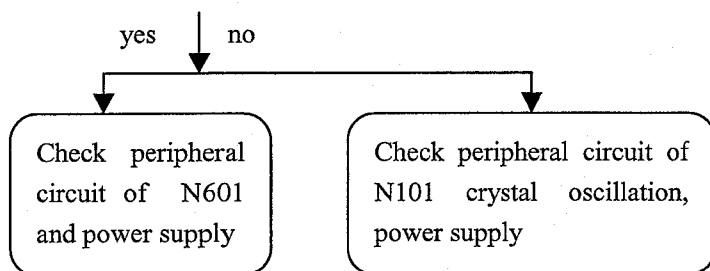 yes no
Check peripheral
circuit of N601
and power supply
Check peripheral circuit of
N101 crystal oscillation,
power supply